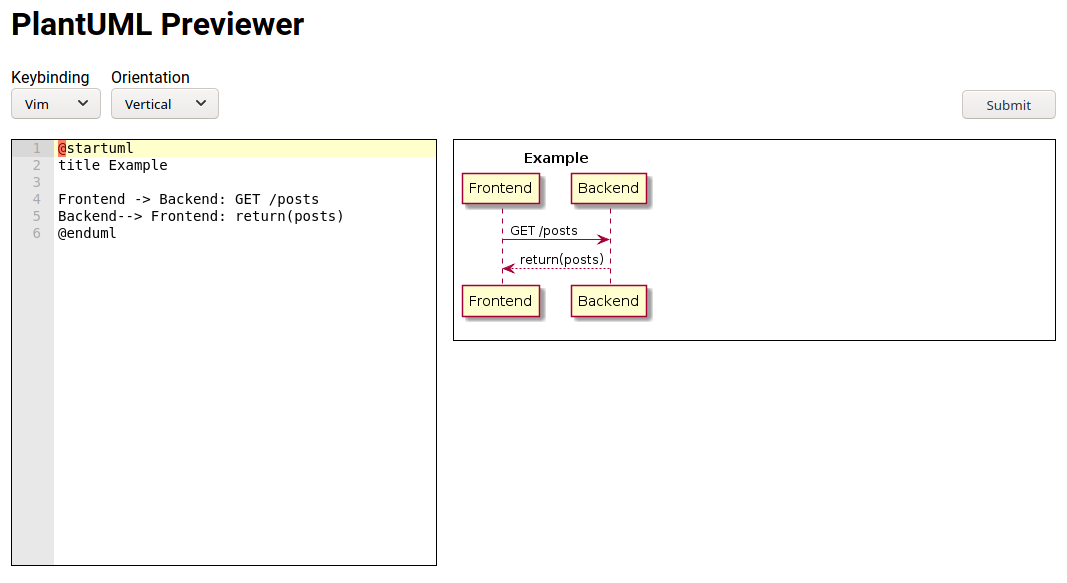 PlantUML Previewer
Keybinding Orientation
Vim Vertical Submit
1 @startuml
2 title Example
3
4 Frontend -> Backend: GET /posts
5 Backend--> Frontend: return(posts)
6 @enduml
Example
Frontend Backend
GET /posts
return(posts)
Frontend Backend